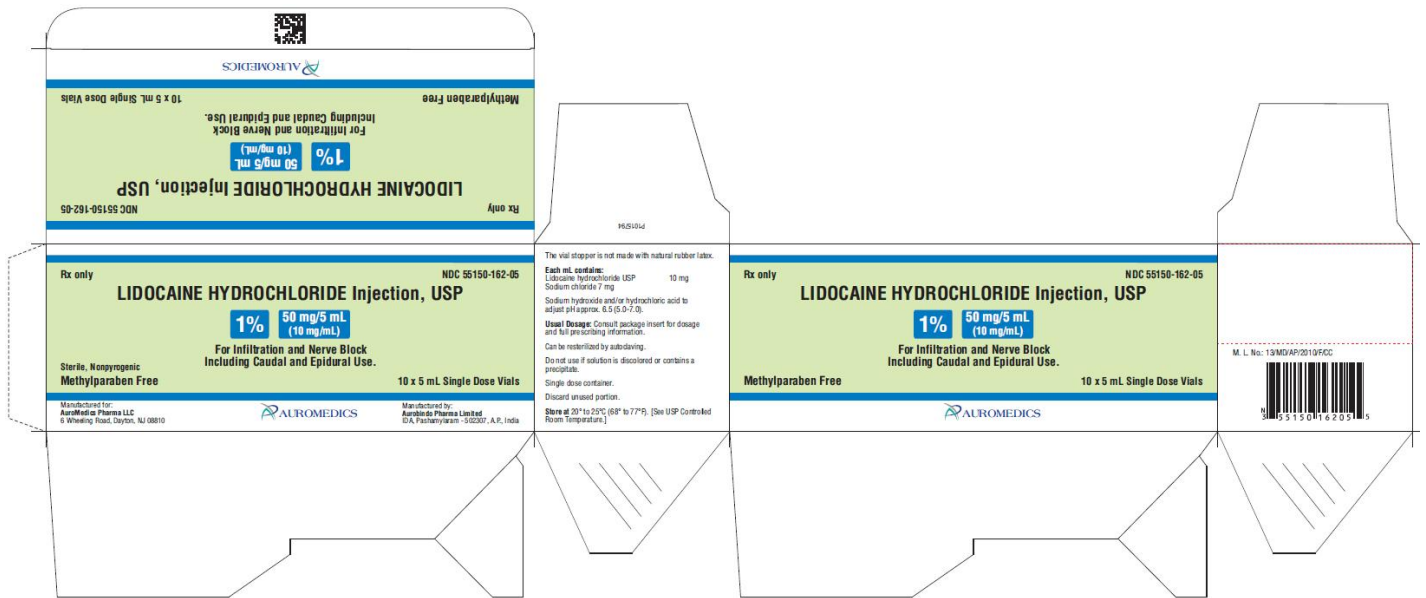 AUROMEDICS
10 x 5 mL Single Dose Vials
Methylparaben Free
For Infiltration and Nerve Block
Including Caudal and Epidural Use.
1%
50 mg/5 mL
(10 mg/mL)
LIDOCAINE HYDROCHLORIDE Injection, USP
NDC 55150-162-05
Rx only
P1015794
Rx only
NDC 55150-162-05
LIDOCAINE HYDROCHLORIDE Injection, USP
1%
50 mg/5 mL
(10 mg/mL)
For Infiltration and Nerve Block
Including Caudal and Epidural Use.
Sterile, Nonpyrogenic
Methylparaben Free
10 x 5 mL Single Dose Vials
Manufactured for:
AuroMedics Pharma LLC
6 Wheeling Road, Dayton, NJ 08810
AUROMEDICS
Manufactured by:
Aurobindo Pharma Limited
IDA, Pashamylaram - 502307, A.P., India
The vial stopper is not made with natural rubber latex.
Each mL contains:
Lidocaine hydrochloride USP 10 mg
Sodium chloride 7 mg
Sodium hydroxide and/or hydrochloric acid to
adjust pH approx. 6.5 (5.0-7.0).
Usual Dosage: Consult package insert for dosage
and full prescribing information.
Can be resterilized by autoclaving.
Do not use if solution is discolored or contains a
precipitate.
Single dose container.
Discard unused portion.
Store at 20° to 25°C (68° to 77°F). [See USP Controlled
Room Temperature.]
Rx only
NDC 55150-162-05
LIDOCAINE HYDROCHLORIDE Injection, USP
1%
50 mg/5 mL
(10 mg/mL)
For Infiltration and Nerve Block
Including Caudal and Epidural Use.
Methylparaben Free
10 x 5 mL Single Dose Vials
AUROMEDICS
M. L. No.: 13/MD/AP/2010/F/CC
N
3 55150 16205 5